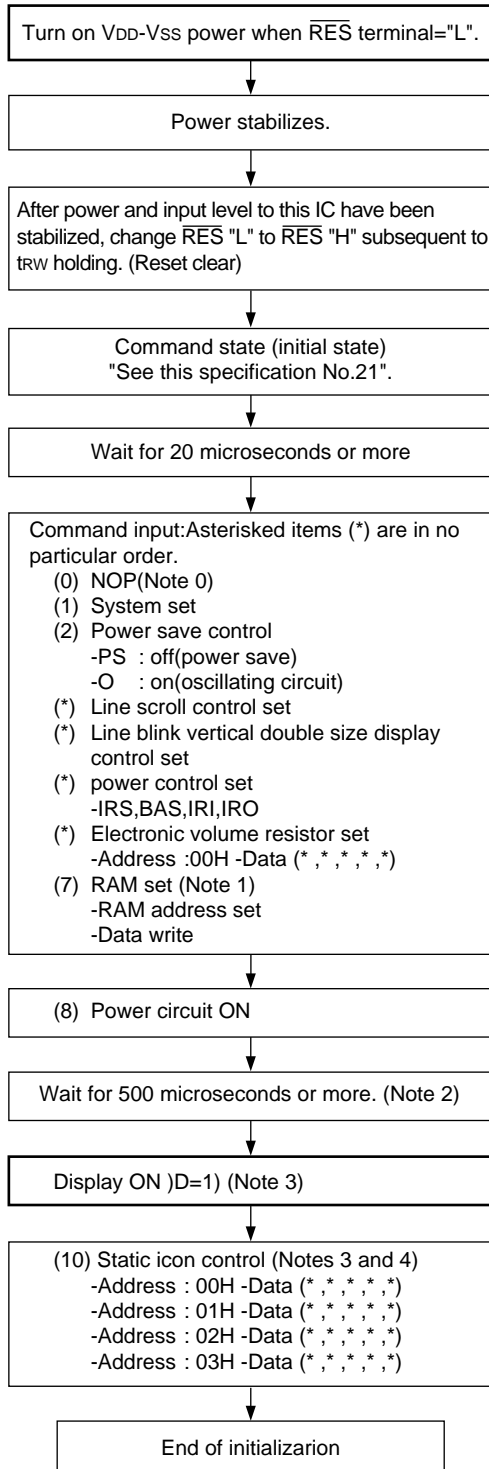 Turn on VDD-VSS power when RES terminal="L".
Power stabilizes.
After power and input level to this IC have been
stabilized, change RES "L" to RES "H" subsequent to
tRW holding. (Reset clear)
Command state (initial state)
"See this specification No.21".
Wait for 20 microseconds or more
Command input:Asterisked items (*) are in no
particular order.
(0) NOP(Note 0)
(1) System set
(2) Power save control
-PS : off(power save)
-O : on(oscillating circuit)
(*) Line scroll control set
(*) Line blink vertical double size display
control set
(*) power control set
-IRS,BAS,IRI,IRO
(*) Electronic volume resistor set
-Address :00H -Data (* ,* ,* ,* ,*)
(7) RAM set (Note 1)
-RAM address set
-Data write
(8) Power circuit ON
Wait for 500 microseconds or more. (Note 2)
Display ON )D=1) (Note 3)
(10) Static icon control (Notes 3 and 4)
-Address : 00H -Data (* ,* ,* ,* ,*)
-Address : 01H -Data (* ,* ,* ,* ,*)
-Address : 02H -Data (* ,* ,* ,* ,*)
-Address : 03H -Data (* ,* ,* ,* ,*)
End of initializarion